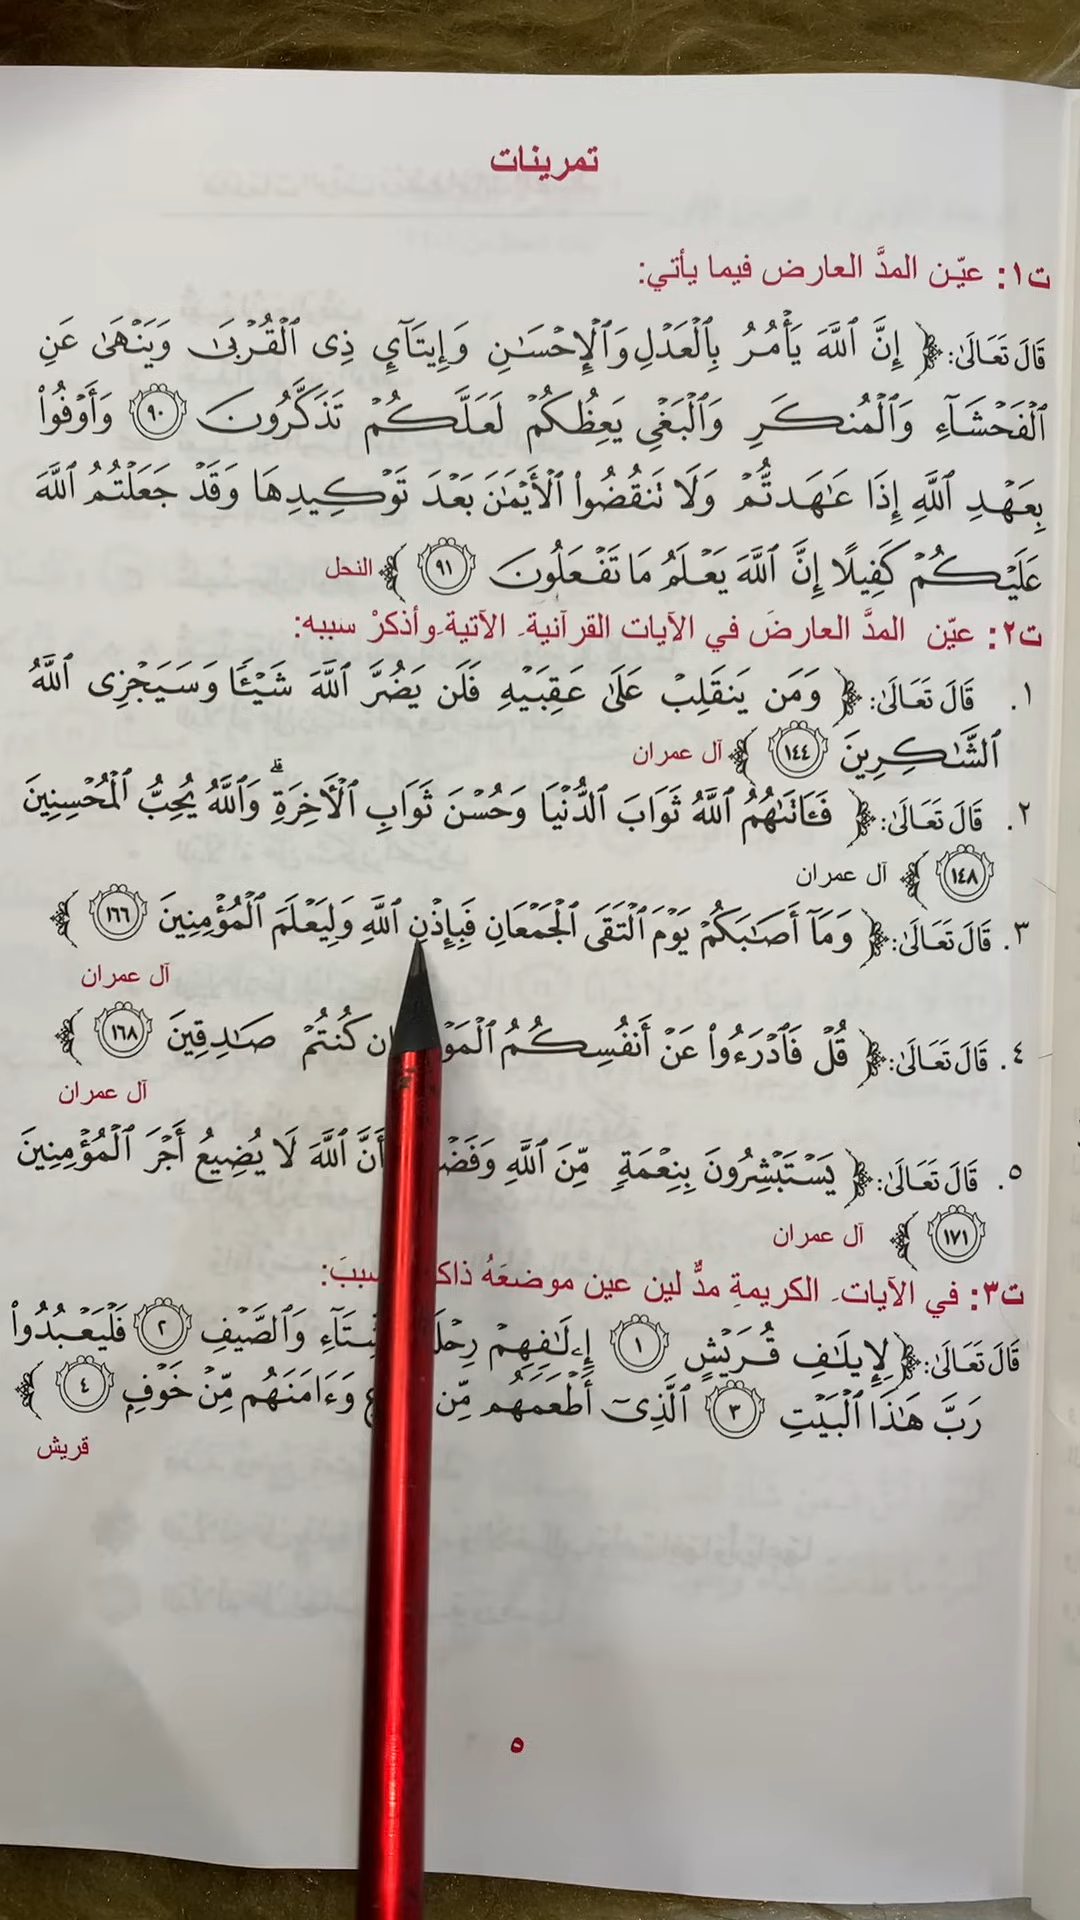 تمرينات
ت١: عيّن المدَّ العارض فيما يأتي:
قَالَ تَعَالَىٰ: ﴿ إِنَّ ٱللَّهَ يَأْمُرُ بِٱلْعَدْلِ وَٱلْإِحْسَـٰنِ وَإِيتَآيِٕ ذِى ٱلْقُرْبَىٰ وَيَنْهَىٰ عَنِ
ٱلْفَحْشَآءِ وَٱلْمُنكَرِ وَٱلْبَغْىِ يَعِظُكُمْ لَعَلَّكُمْ تَذَكَّرُونَ ٩٠ وَأَوْفُوا۟
بِعَهْدِ ٱللَّهِ إِذَا عَـٰهَدتُّمْ وَلَا تَنقُضُوا۟ ٱلْأَيْمَـٰنَ بَعْدَ تَوْكِيدِهَا وَقَدْ جَعَلْتُمُ ٱللَّهَ
عَلَيْكُمْ كَفِيلًا إِنَّ ٱللَّهَ يَعْلَمُ مَا تَفْعَلُونَ ٩١ ﴾ النحل
ت٢: عيّن المدَّ العارضَ في الآيات القرآنية. الآتية.وأذكرْ سببه:
١. قَالَ تَعَالَىٰ: ﴿ وَمَن يَنقَلِبْ عَلَىٰ عَقِبَيْهِ فَلَن يَضُرَّ ٱللَّهَ شَيْـًٔا وَسَيَجْزِى ٱللَّهُ
ٱلشَّـٰكِرِينَ ١٤٤ ﴾ آل عمران
٢. قَالَ تَعَالَىٰ: ﴿ فَـَٔاتَىٰهُمُ ٱللَّهُ ثَوَابَ ٱلدُّنْيَا وَحُسْنَ ثَوَابِ ٱلْـَٔاخِرَةِ ۗ وَٱللَّهُ يُحِبُّ ٱلْمُحْسِنِينَ
١٤٨ ﴾ آل عمران
٣. قَالَ تَعَالَىٰ: ﴿ وَمَآ أَصَـٰبَكُمْ يَوْمَ ٱلْتَقَى ٱلْجَمْعَانِ فَبِإِذْنِ ٱللَّهِ وَلِيَعْلَمَ ٱلْمُؤْمِنِينَ ١٦٦ ﴾
آل عمران
٤. قَالَ تَعَالَىٰ: ﴿ قُلْ فَٱدْرَءُوا۟ عَنْ أَنفُسِكُمُ كُنتُمْ صَـٰدِقِينَ ١٦٨ ﴾
آل عمران
٥. قَالَ تَعَالَىٰ: ﴿ يَسْتَبْشِرُونَ بِنِعْمَةٍ مِّنَ ٱللَّهِ أَنَّ ٱللَّهَ لَا يُضِيعُ أَجْرَ ٱلْمُؤْمِنِينَ
١٧١ ﴾ آل عمران
ت٣: في الآيات. الكريمةِ مدٌّ لين عين موضعَهُ
قَالَ تَعَالَىٰ: ﴿ لِإِيلَـٰفِ قُرَيْشٍ ١ إِۦلَـٰفِهِمْ وَٱلصَّيْفِ ٢ فَلْيَعْبُدُوا۟
رَبَّ هَـٰذَا ٱلْبَيْتِ ٣ ٱلَّذِىٓ أَطْعَمَهُم مِّن وَءَامَنَهُم مِّنْ خَوْفٍ ٤ ﴾
قريش
٥